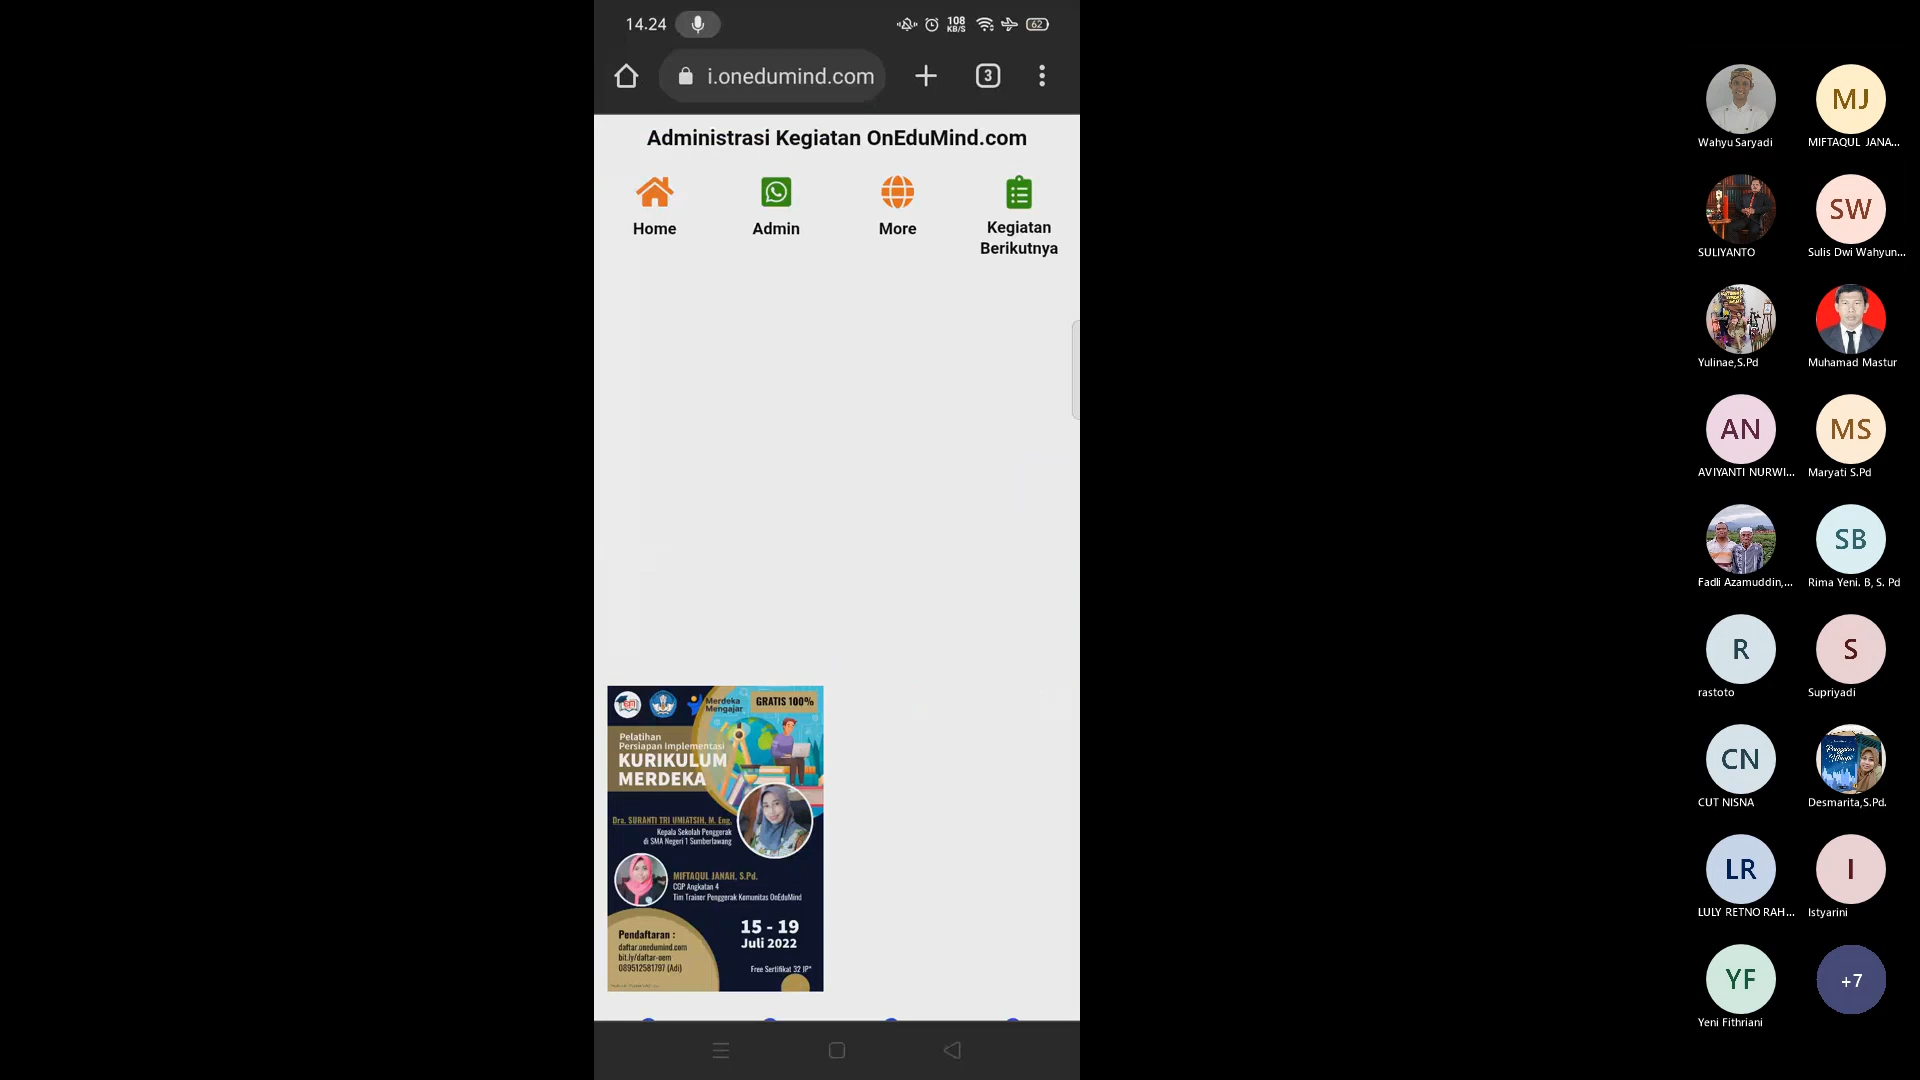 14.24
108
KB/S
62
i.onedumind.com
3
Administrasi Kegiatan OnEduMind.com
Home
Admin
More
Kegiatan
Berikutnya
Merdeka
Mengajar
GRATIS 100%
Pelatihan
Persiapan Implementasi
KURIKULUM
MERDEKA
Dra. SURANTI TRI UMIATSIH, M. Eng.
Kepala Sekolah Penggerak
di SMA Negeri 1 Sumberlawang
MIFTAQUL JANAH, S.Pd.
CGP Angkatan 4
Tim Trainer Penggerak Komunitas OnEduMind
15 - 19
Juli 2022
Pendaftaran :
daftar.onedumind.com
bit.ly/daftar-oem
089512581797 (Adi)
Free Sertifikat 32 JP*
Wahyu Saryadi
MJ
MIFTAQUL JANA...
SULIYANTO
SW
Sulis Dwi Wahyun...
Yulinae,S.Pd
Muhamad Mastur
AN
AVIYANTI NURWI...
MS
Maryati S.Pd
Fadli Azamuddin,...
SB
Rima Yeni. B, S. Pd
R
rastoto
S
Supriyadi
CN
CUT NISNA
Desmarita,S.Pd.
LR
LULY RETNO RAH...
I
Istyarini
YF
Yeni Fithriani
+7